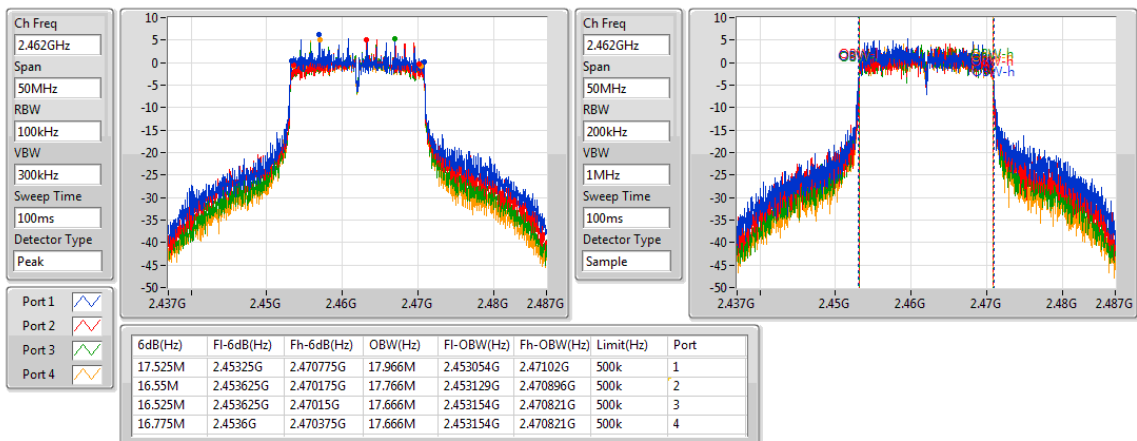 Ch Freq
2.462GHz
Span
50MHz
RBW
100kHz
VBW
300kHz
Sweep Time
100ms
Detector Type
Peak
10
5
0
-5
-10
-15
-20
-25
-30
-35
-40
-45
-50
2.437G 2.45G 2.46G 2.47G 2.48G 2.487G
Ch Freq
2.462GHz
Span
50MHz
RBW
200kHz
VBW
1MHz
Sweep Time
100ms
Detector Type
Sample
10
5
0
-5
-10
-15
-20
-25
-30
-35
-40
-45
-50
OBW-h
2.437G 2.45G 2.46G 2.47G 2.48G 2.487G
Port 1
Port 2
Port 3
Port 4
6dB(Hz) Fl-6dB(Hz) Fh-6dB(Hz) OBW(Hz) Fl-OBW(Hz) Fh-OBW(Hz) Limit(Hz) Port
17.525M 2.45325G 2.470775G 17.966M 2.453054G 2.47102G 500k 1
16.55M 2.453625G 2.470175G 17.766M 2.453129G 2.470896G 500k 2
16.525M 2.453625G 2.47015G 17.666M 2.453154G 2.470821G 500k 3
16.775M 2.4536G 2.470375G 17.666M 2.453154G 2.470821G 500k 4